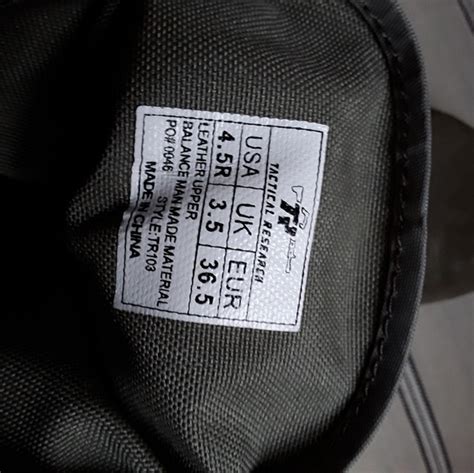 TR
TACTICAL RESEARCH
USA UK EUR
4.5R 3.5 36.5
LEATHER UPPER
BALANCE MAN MADE MATERIAL
PO# 0046 STYLE:TR103
MADE IN CHINA